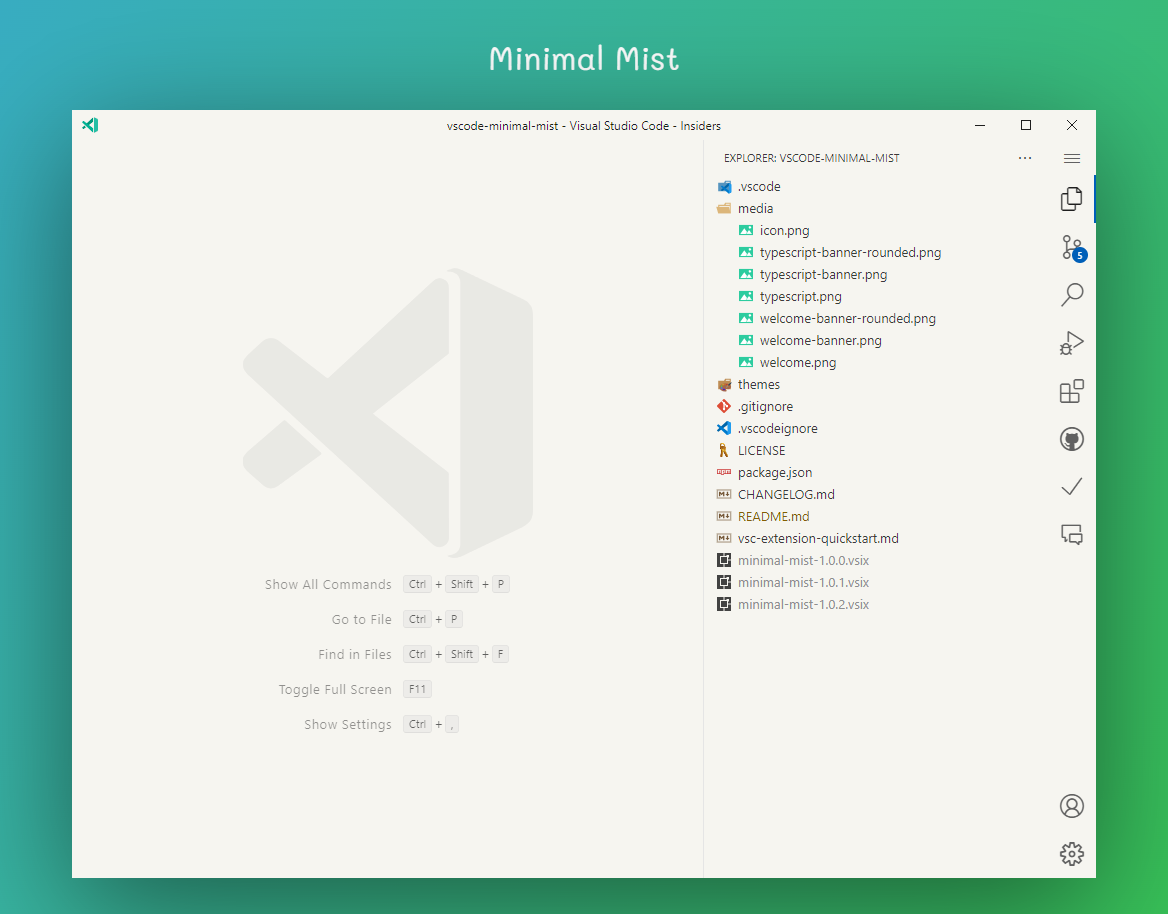 Minimal Mist
vscode-minimal-mist - Visual Studio Code - Insiders
EXPLORER: VSCODE-MINIMAL-MIST
.vscode
media
icon.png
typescript-banner-rounded.png
typescript-banner.png
typescript.png
welcome-banner-rounded.png
welcome-banner.png
welcome.png
themes
.gitignore
.vscodeignore
LICENSE
package.json
CHANGELOG.md
README.md
vsc-extension-quickstart.md
minimal-mist-1.0.0.vsix
minimal-mist-1.0.1.vsix
minimal-mist-1.0.2.vsix
5
Show All Commands Ctrl + Shift + P
Go to File Ctrl + P
Find in Files Ctrl + Shift + F
Toggle Full Screen F11
Show Settings Ctrl + ,